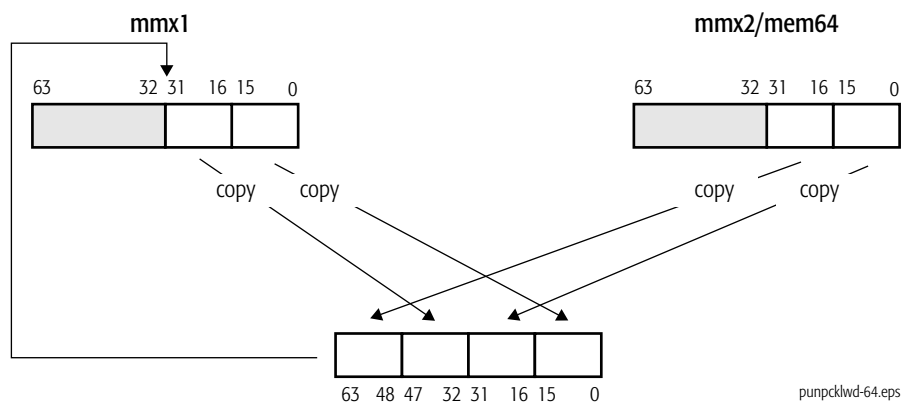 mmx1 mmx2/mem64
63 32 31 16 15 0 63 32 31 16 15 0
copy copy copy copy
63 48 47 32 31 16 15 0
punpcklwd-64.eps